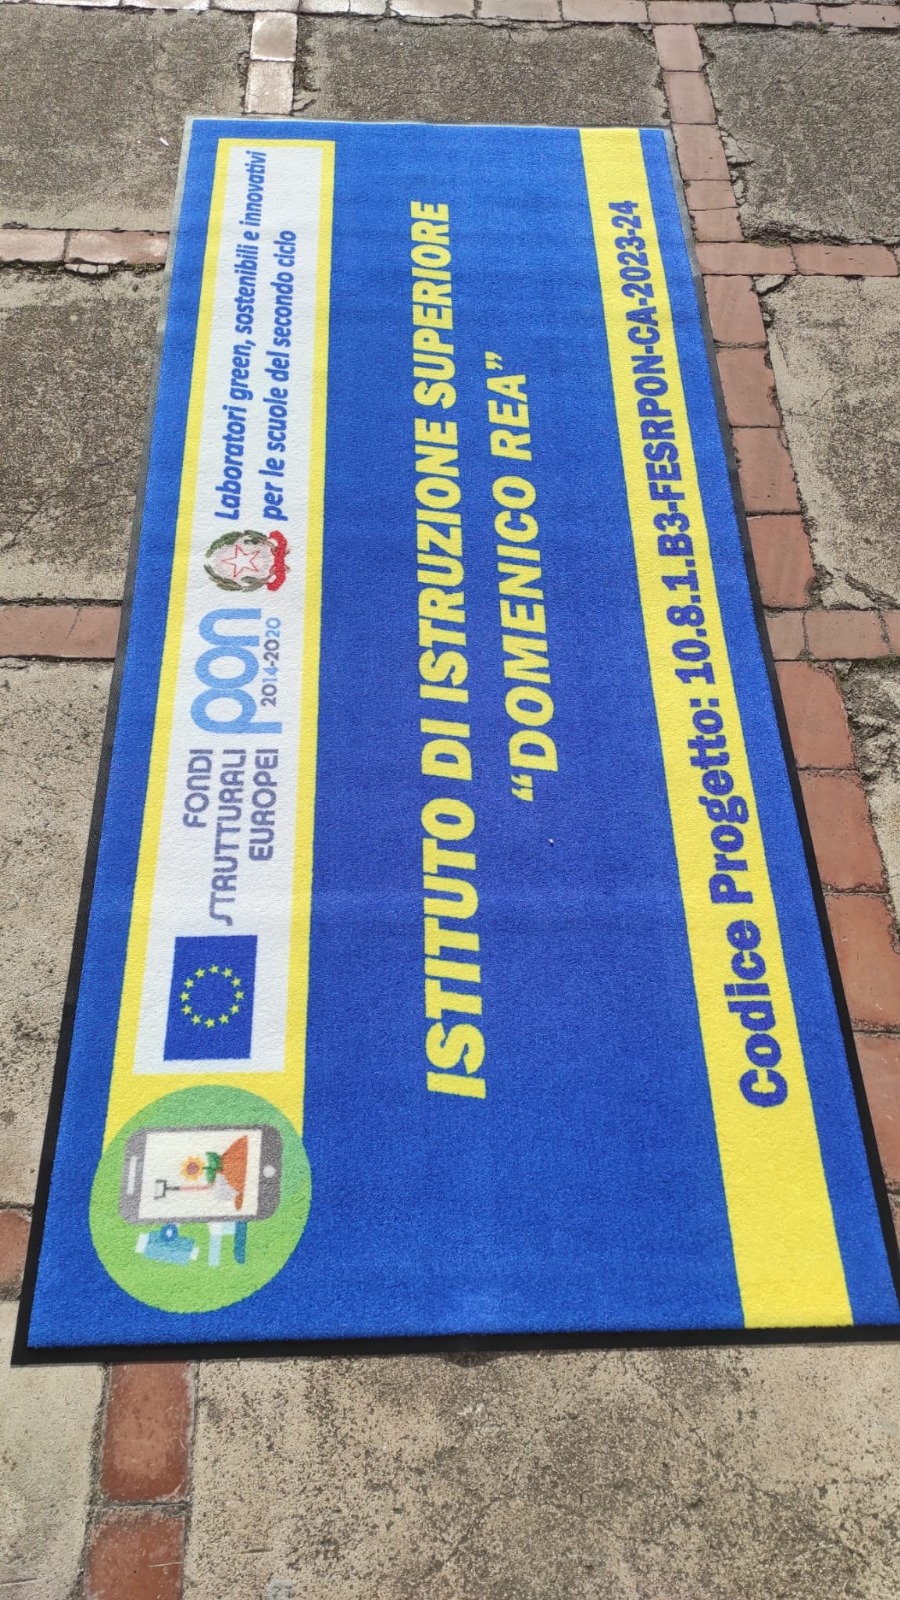 FONDI
STRUTTURALI
EUROPEI
pon
2014-2020
Laboratori green, sostenibili e innovativi
per le scuole del secondo ciclo
ISTITUTO DI ISTRUZIONE SUPERIORE
“DOMENICO REA”
Codice Progetto: 10.8.1.B3-FESRPON-CA-2023-24